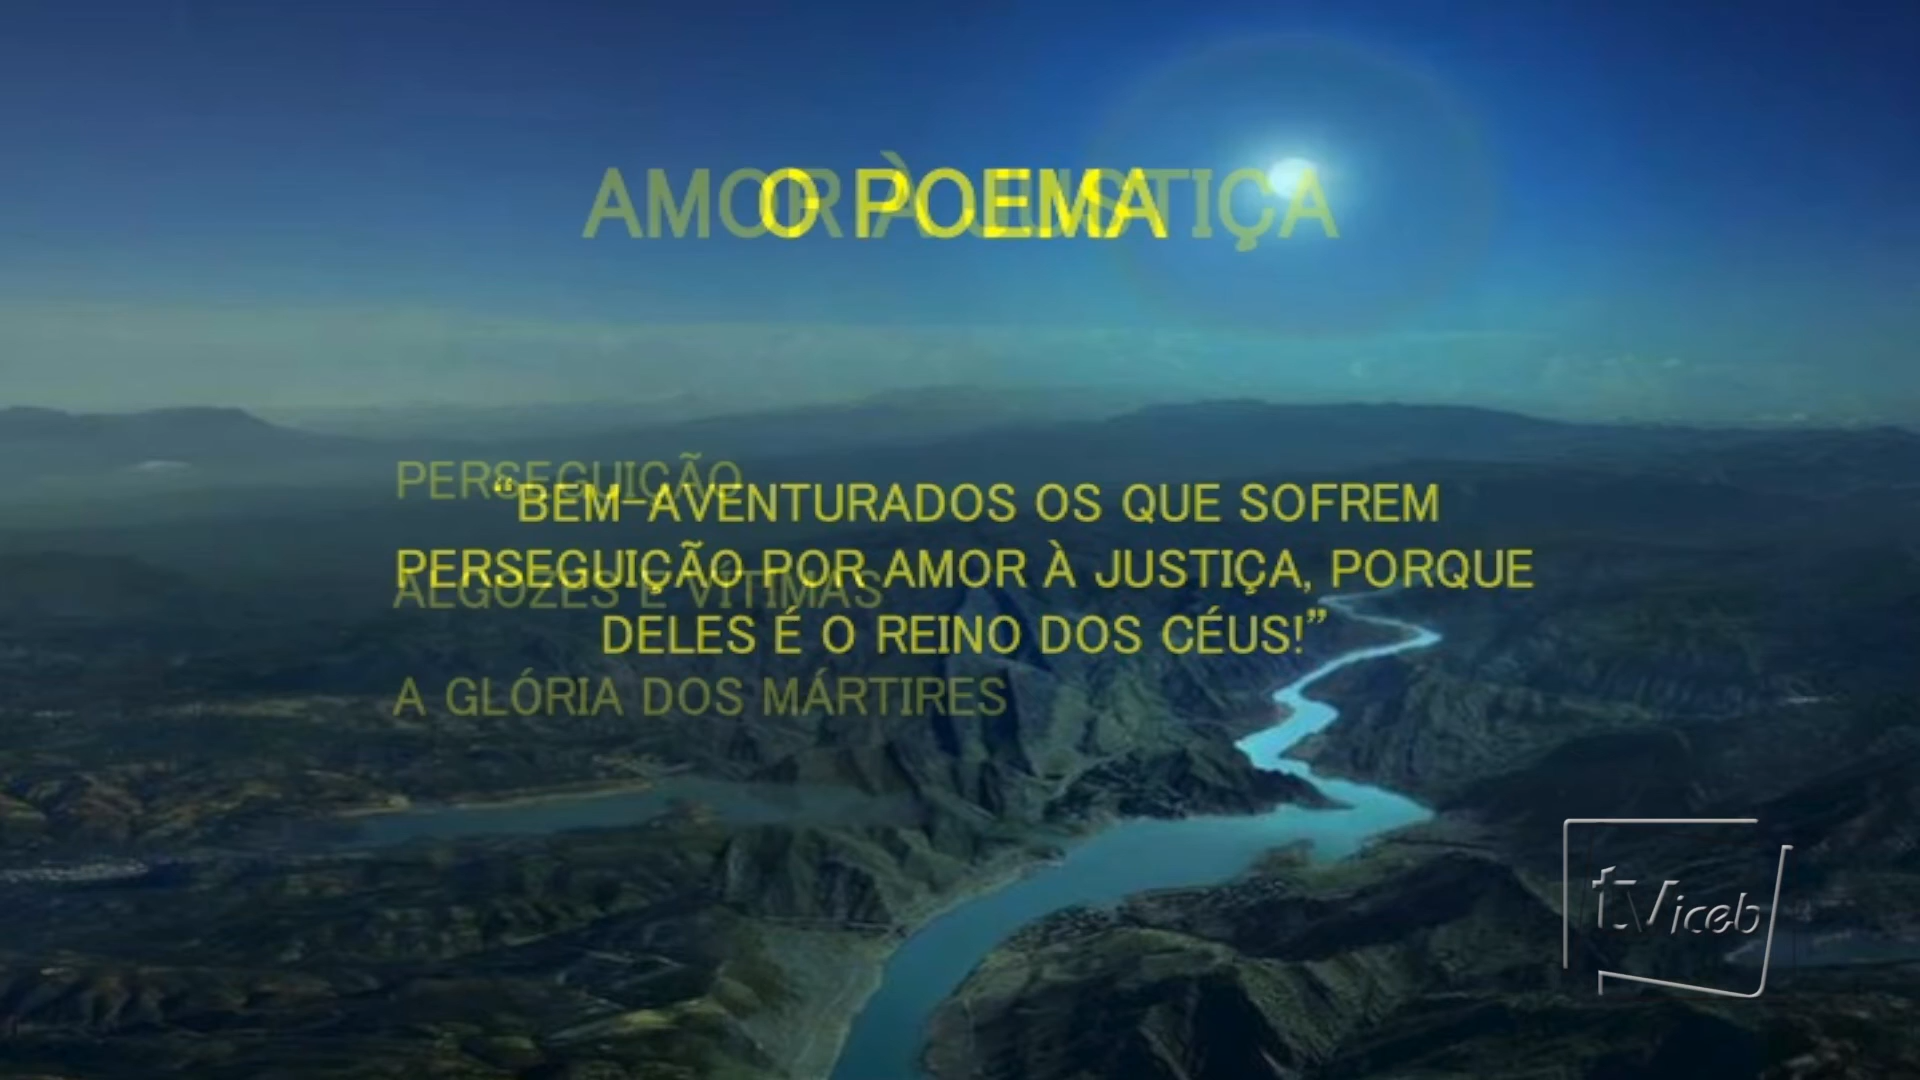 AMOR À JUSTIÇA
O POEMA
PERSEGUIÇÃO
“BEM-AVENTURADOS OS QUE SOFREM
PERSEGUIÇÃO POR AMOR À JUSTIÇA, PORQUE
ALGOZES E VÍTIMAS
DELES É O REINO DOS CÉUS!”
A GLÓRIA DOS MÁRTIRES
tviceb